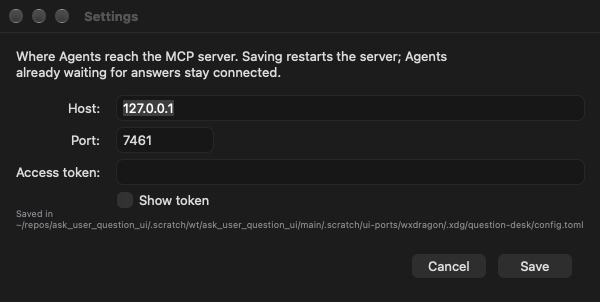 Settings
Where Agents reach the MCP server. Saving restarts the server; Agents
already waiting for answers stay connected.
Host: 127.0.0.1
Port: 7461
Access token:
Show token
Saved in
~/repos/ask_user_question_ui/.scratch/wt/ask_user_question_ui/main/.scratch/ui-ports/wxdragon/.xdg/question-desk/config.toml
Cancel Save